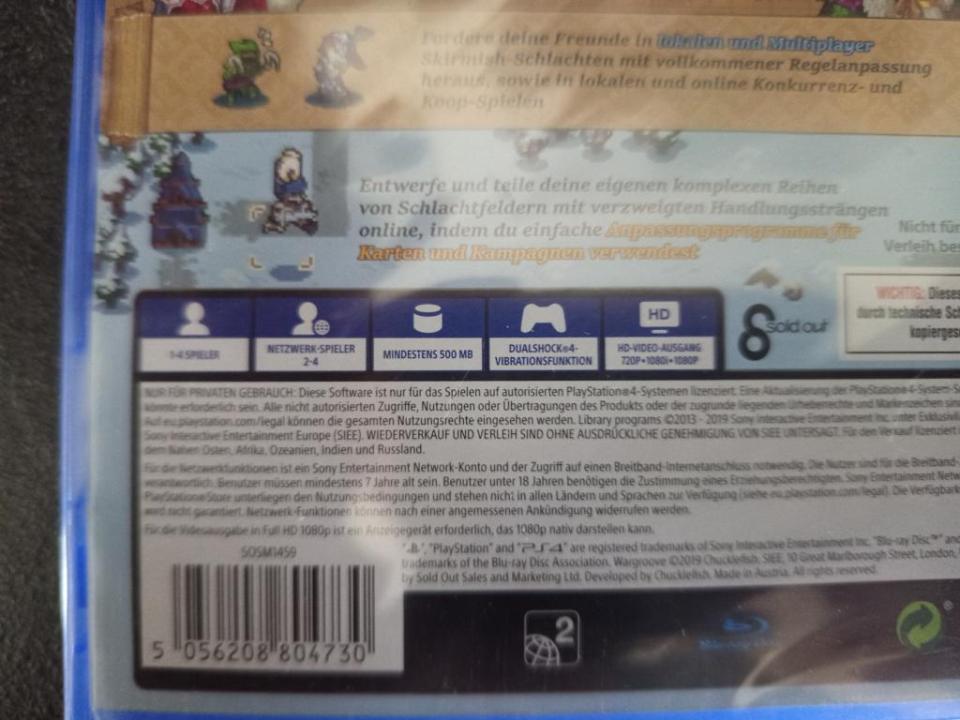 Fordere deine Freunde in lokalen und Multiplayer
Skirmish-Schlachten mit vollkommener Regelanpassung
heraus, sowie in lokalen und online Konkurrenz- und
Koop-Spielen
Entwerfe und teile deine eigenen komplexen Reihen
von Schlachtfeldern mit verzweigten Handlungssträngen
online, indem du einfache Anpassungsprogramme für
Karten und Kampagnen verwendest
Nicht für
Verleih bes
WICHTIG: Dieses
durch technische Sch
kopierges
sold out
1-4 SPIELER
NETZWERK-SPIELER
2-4
MINDESTENS 500 MB
DUALSHOCK®4-
VIBRATIONSFUNKTION
HD
HD-VIDEO-AUSGANG
720P•1080i•1080P
NUR FÜR PRIVATEN GEBRAUCH: Diese Software ist nur für das Spielen auf autorisierten PlayStation®4-Systemen lizenziert. Eine Aktualisierung der PlayStation®4-System-S
könnte erforderlich sein. Alle nicht autorisierten Zugriffe, Nutzungen oder Übertragungen des Produkts oder der zugrunde liegenden Urheberrechte und Markenzeichen sind
Auf eu.playstation.com/legal können die gesamten Nutzungsrechte eingesehen werden. Library programs ©2013 - 2019 Sony Interactive Entertainment Inc. unter Exklusivli
Sony Interactive Entertainment Europe (SIEE). WIEDERVERKAUF UND VERLEIH SIND OHNE AUSDRÜCKLICHE GENEHMIGUNG VON SIEE UNTERSAGT. Für den Verkauf lizenziert i
dem Nahen Osten, Afrika, Ozeanien, Indien und Russland.
Für die Netzwerkfunktionen ist ein Sony Entertainment Network-Konto und der Zugriff auf einen Breitband-Internetanschluss notwendig. Die Nutzer sind für die Breitband-
verantwortlich. Benutzer müssen mindestens 7 Jahre alt sein. Benutzer unter 18 Jahren benötigen die Zustimmung eines Erziehungsberechtigten. Sony Entertainment Netw
PlayStation Store unterliegen den Nutzungsbedingungen und stehen nicht in allen Ländern und Sprachen zur Verfügung (siehe eu.playstation.com/legal). Die Verfügbark
wird nicht garantiert. Netzwerk-Funktionen können nach einer angemessenen Ankündigung widerrufen werden.
Für die Videoausgabe in Full HD 1080p ist ein Anzeigegerät erforderlich, das 1080p nativ darstellen kann.
SOSM1459
", "PlayStation" and "PS4" are registered trademarks of Sony Interactive Entertainment Inc. "Blu-ray Disc™" and
trademarks of the Blu-ray Disc Association. Wargroove ©2019 Chucklefish. SIEE, 10 Great Marlborough Street, London,
by Sold Out Sales and Marketing Ltd. Developed by Chucklefish. Made in Austria. All rights reserved.
5 056208 804730
2
®